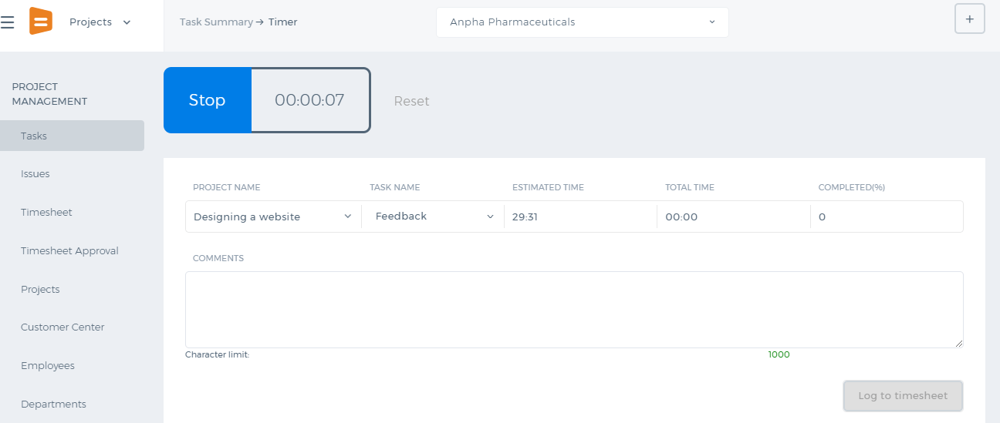 Projects
Task Summary → Timer
Anpha Pharmaceuticals
+
PROJECT
MANAGEMENT
Tasks
Issues
Timesheet
Timesheet Approval
Projects
Customer Center
Employees
Departments
Stop
00:00:07
Reset
PROJECT NAME TASK NAME ESTIMATED TIME TOTAL TIME COMPLETED(%)
Designing a website Feedback 29:31 00:00 0
COMMENTS
Character limit: 1000
Log to timesheet